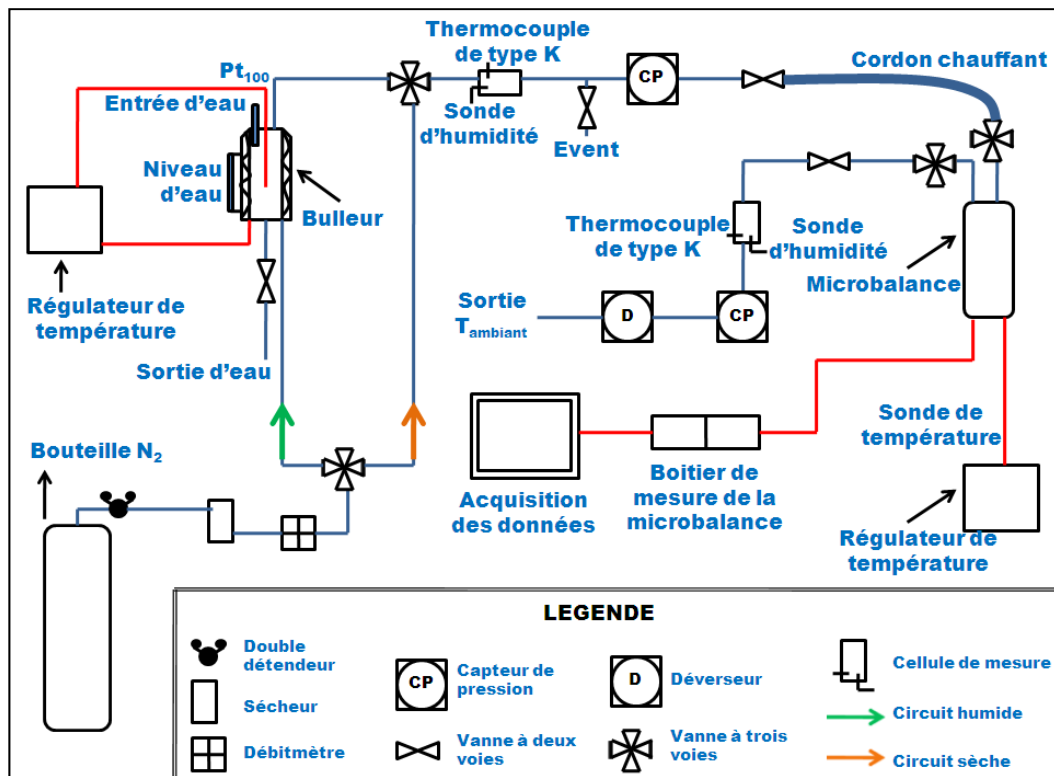 Thermocouple
de type K
Pt100
Entrée d'eau
CP
Cordon chauffant
Sonde
d'humidité
Event
Niveau
d'eau
Bulleur
Thermocouple
de type K
Sonde
d'humidité
Microbalance
Régulateur de
température
Sortie
Tambiant
D
CP
Sortie d'eau
Bouteille N2
Acquisition
des données
Boitier de
mesure de la
microbalance
Sonde de
température
Régulateur de
température
LEGENDE
Double
détendeur
Sécheur
Débitmètre
CP
Capteur de
pression
Vanne à deux
voies
D
Déverseur
Vanne à trois
voies
Cellule de mesure
Circuit humide
Circuit sèche